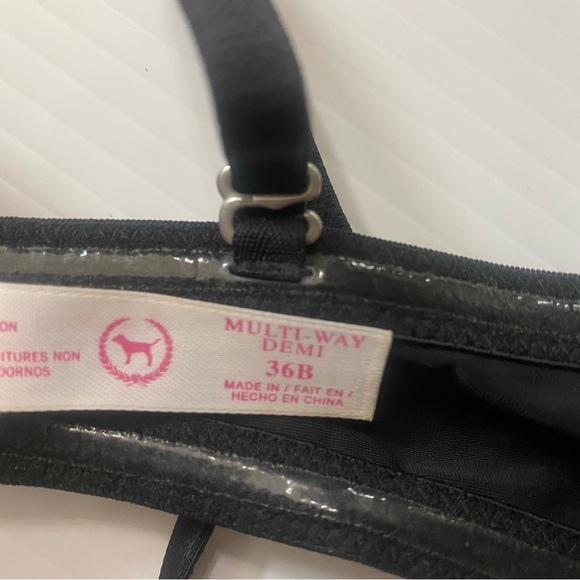 ON
ITURES NON
DORNOS
MULTI-WAY
DEMI
36B
MADE IN / FAIT EN /
HECHO EN CHINA